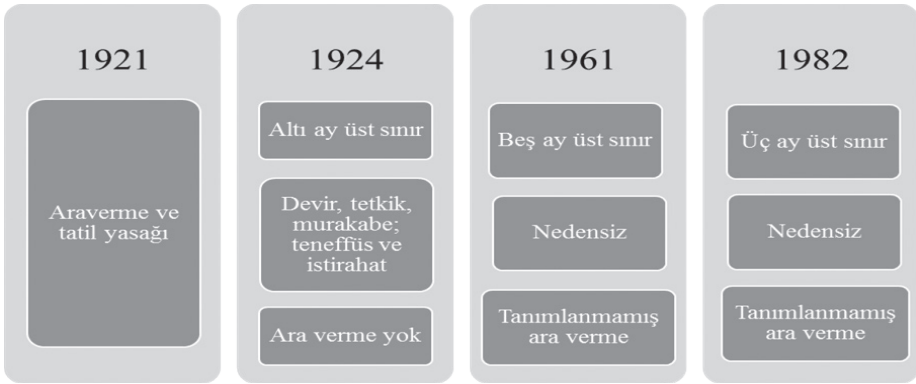 1921
Araverme ve
tatil yasağı
1924
Altı ay üst sınır
Devir, tetkik,
murakabe;
teneffüs ve
istirahat
Ara verme yok
1961
Beş ay üst sınır
Nedensiz
Tanımlanmamış
ara verme
1982
Üç ay üst sınır
Nedensiz
Tanımlanmamış
ara verme